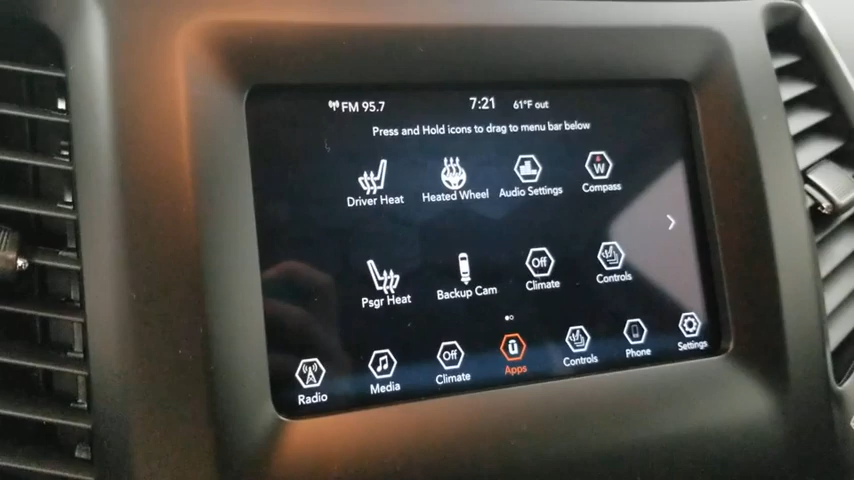 FM 95.7 7:21 61°F out
Press and Hold icons to drag to menu bar below
Driver Heat Heated Wheel Audio Settings W Compass
Psgr Heat Backup Cam Off Climate Controls
Radio Media Off Climate Apps Controls Phone Settings